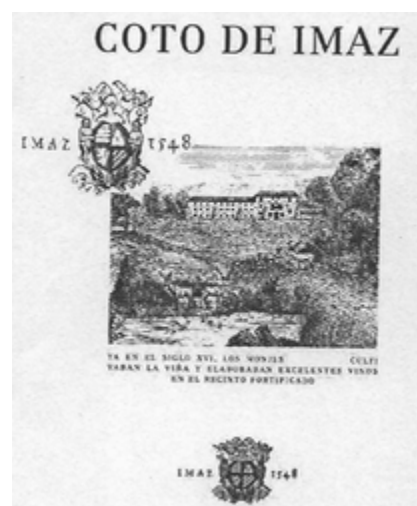 COTO DE IMAZ
IMAZ 1548
YA EN EL SIGLO XVI, LOS MONJES CULTI
VABAN LA VIÑA Y ELABORABAN EXCELENTES VINOS
EN EL RECINTO FORTIFICADO
IMAZ 1548